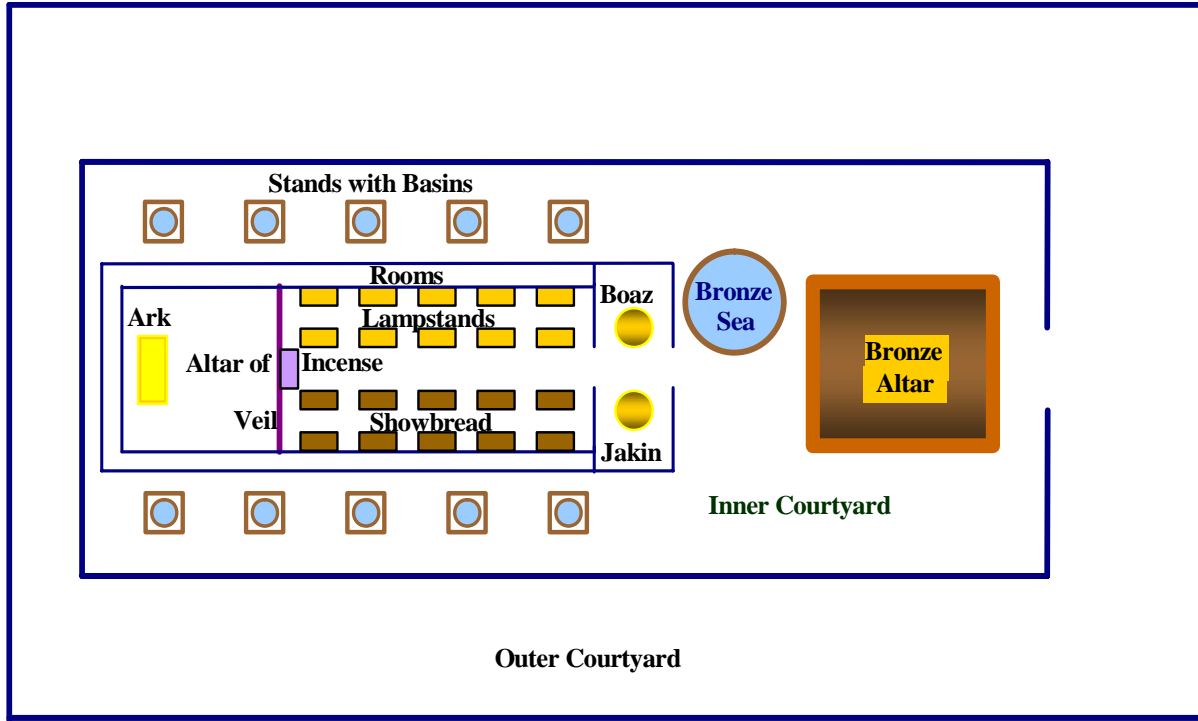 Stands with Basins
Rooms
Boaz
Bronze
Sea
Ark
Lampstands
Bronze
Altar
Altar of
Incense
Veil
Showbread
Jakin
Inner Courtyard
Outer Courtyard